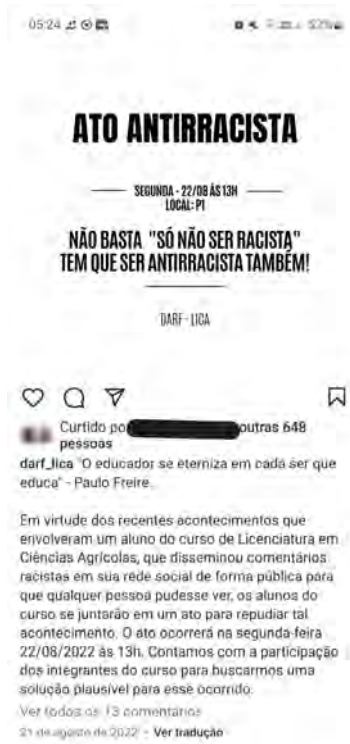 05:24
ATO ANTIRRACISTA
SEGUNDA - 22/08 ÀS 13H
LOCAL: P1
NÃO BASTA "SÓ NÃO SER RACISTA"
TEM QUE SER ANTIRRACISTA TAMBÉM!
DARF - LICA
Curtido por outras 648
pessoas
darf_lica "O educador se eterniza em cada ser que
educa" - Paulo Freire.
Em virtude dos recentes acontecimentos que
envolveram um aluno do curso de Licenciatura em
Ciências Agrícolas, que disseminou comentários
racistas em sua rede social de forma pública para
que qualquer pessoa pudesse ver, os alunos do
curso se juntarão em um ato para repudiar tal
acontecimento. O ato ocorrerá na segunda-feira
22/08/2022 às 13h. Contamos com a participação
dos integrantes do curso para buscarmos uma
solução plausível para esse ocorrido.
Ver todos os 13 comentários
21 de agosto de 2022 • Ver tradução